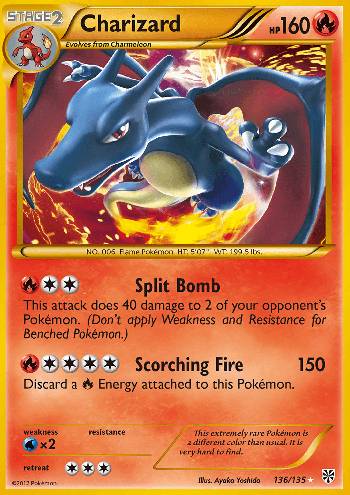 STAGE2
Charizard
HP160
Evolves from Charmeleon
NO. 006 Flame Pokémon HT: 5'07" WT: 199.5 lbs.
Split Bomb
This attack does 40 damage to 2 of your opponent's
Pokémon. (Don't apply Weakness and Resistance for
Benched Pokémon.)
Scorching Fire 150
Discard a Energy attached to this Pokémon.
weakness
resistance
×2
This extremely rare Pokémon is
a different color than usual. It is
very hard to find.
retreat
©2012 Pokémon
Illus. Ayaka Yoshida
136/135